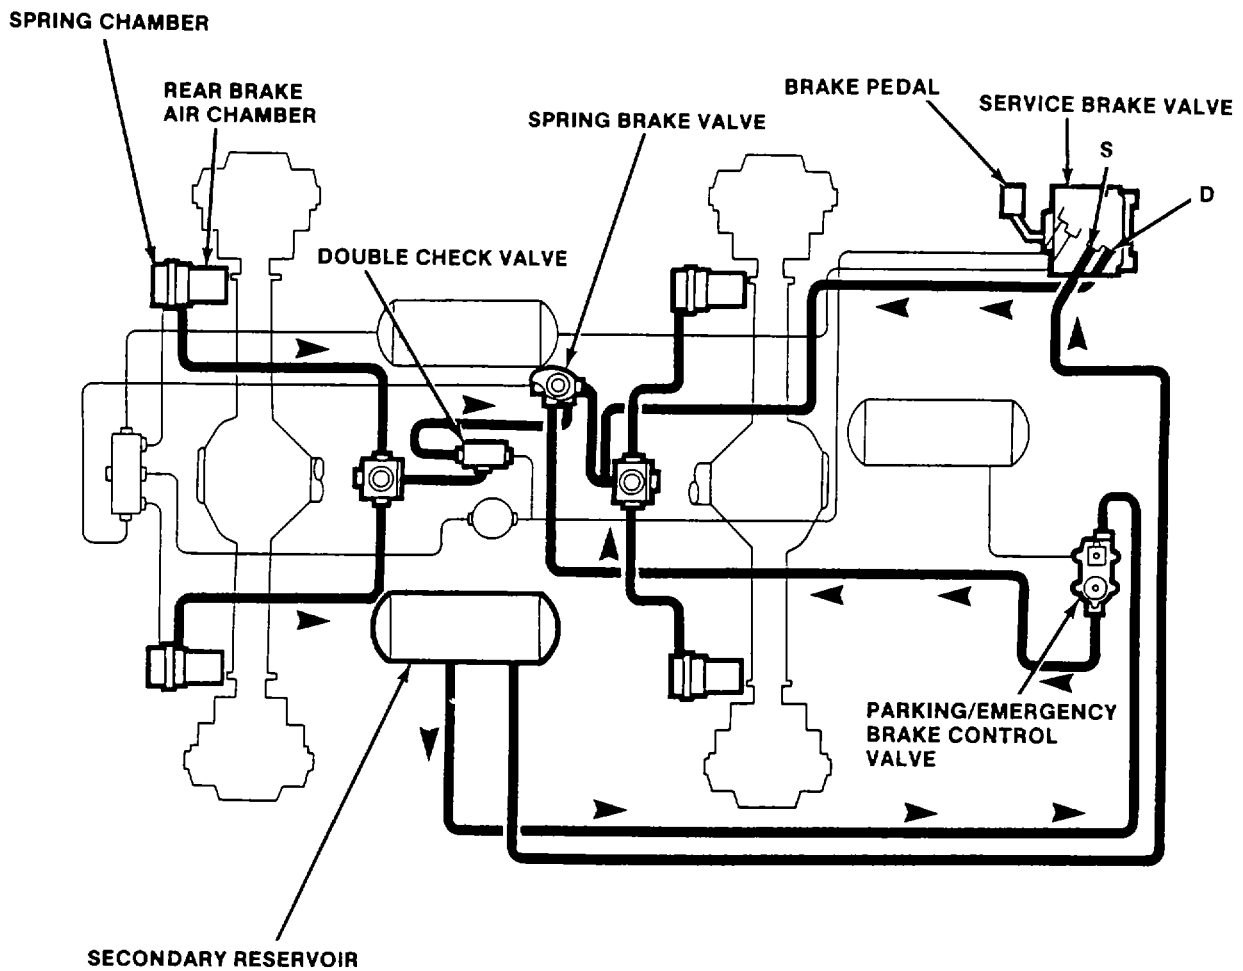 SPRING CHAMBER
REAR BRAKE
AIR CHAMBER
BRAKE PEDAL
SERVICE BRAKE VALVE
SPRING BRAKE VALVE
S
D
DOUBLE CHECK VALVE
PARKING/EMERGENCY
BRAKE CONTROL
VALVE
SECONDARY RESERVOIR